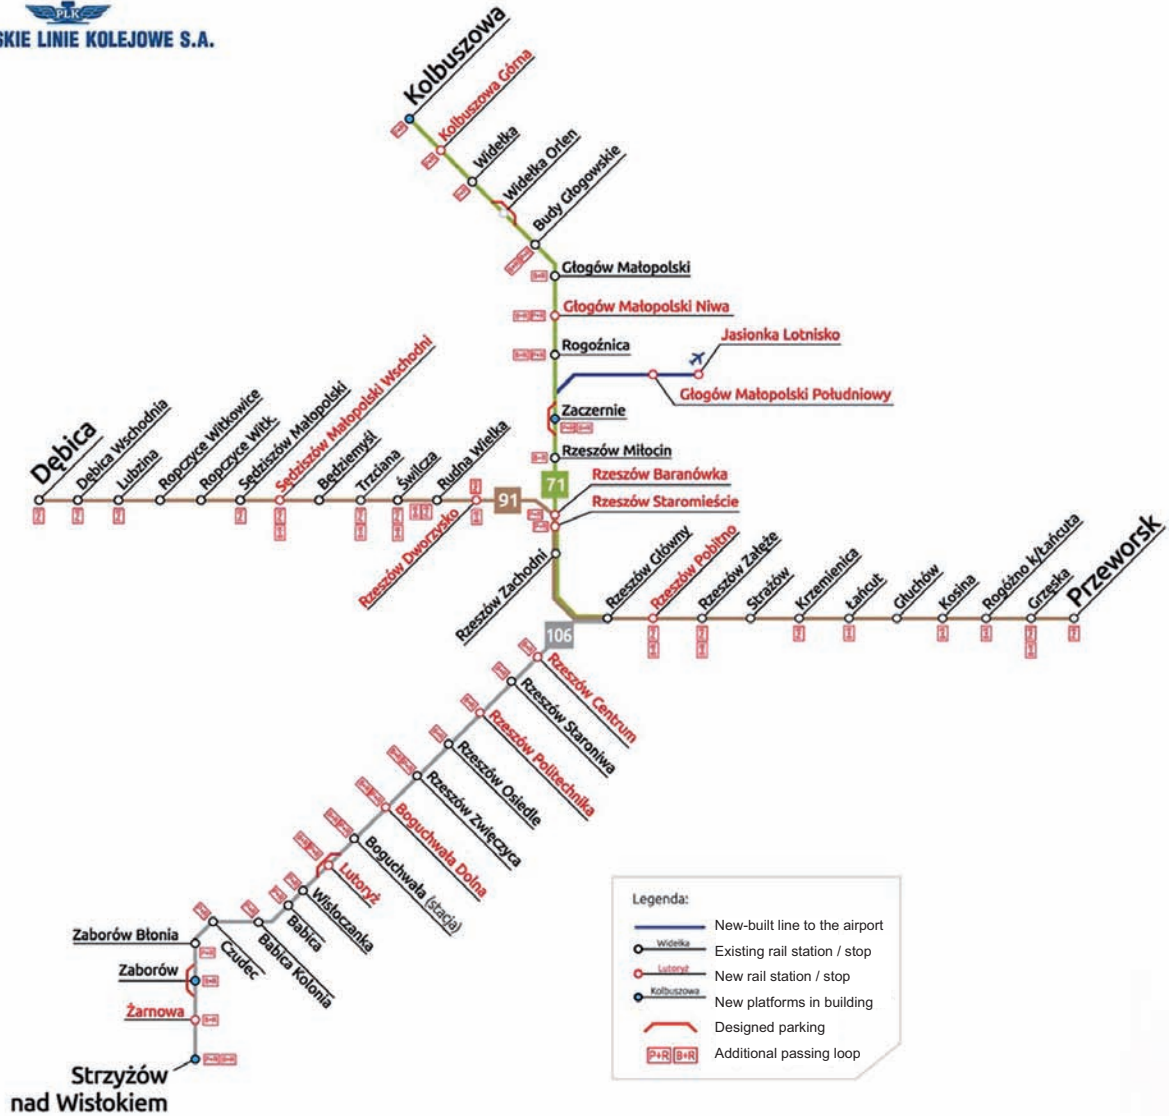 PLK
SKIE LINIE KOLEJOWE S.A.
Kolbuszowa
Kolbuszowa Górna
Widełka
Widełka Orlen
Budy Głogowskie
Głogów Małopolski
Głogów Małopolski Niwa
Rogoźnica
Jasionka Lotnisko
Głogów Małopolski Południowy
Zaczernie
Rzeszów Miłocin
71
Rzeszów Baranówka
Rzeszów Staromieście
Dębica
Dębica Wschodnia
Lubzina
Ropczyce Witkowice
Ropczyce Witk.
Sędziszów Małopolski
Sędziszów Małopolski Wschodni
Będziemyśl
Trzciana
Świlcza
Rudna Wielka
Rzeszów Dworzysko
91
Rzeszów Zachodni
Rzeszów Główny
Rzeszów Pobitno
Rzeszów Załęże
Strażów
Krzemienica
Łańcut
Głuchów
Kosina
Rogóżno k/Łańcuta
Grzęska
Przeworsk
106
Rzeszów Centrum
Rzeszów Staroniwa
Rzeszów Politechnika
Rzeszów Osiedle
Rzeszów Zwięczyca
Boguchwała Dolna
Boguchwała (stacja)
Lutoryż
Wisłoczanka
Babica
Babica Kolonia
Czudec
Zaborów Błonia
Zaborów
Żarnowa
Strzyżów
nad Wisłokiem
Legenda:
New-built line to the airport
Widełka Existing rail station / stop
Lutoryż New rail station / stop
Kolbuszowa New platforms in building
Designed parking
P+R B+R Additional passing loop